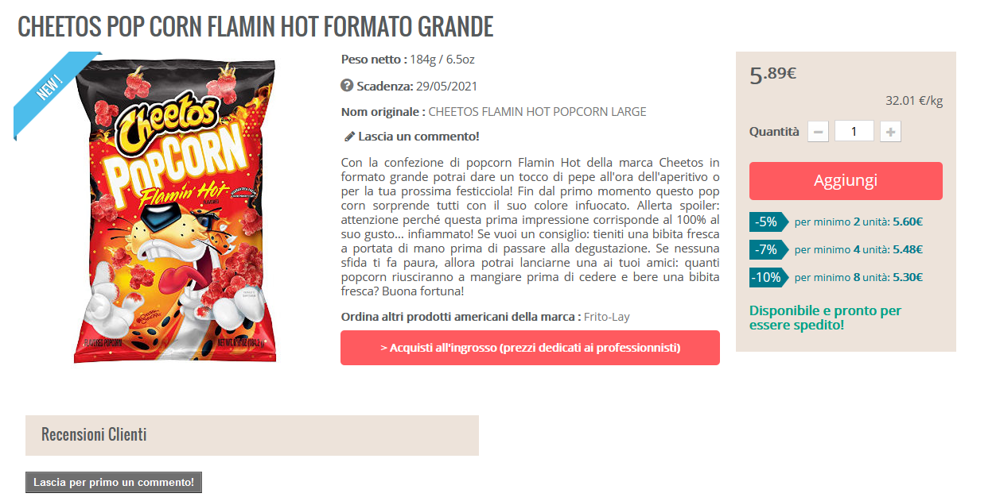 CHEETOS POP CORN FLAMIN HOT FORMATO GRANDE
NEW!
Cheetos
POPCORN
Flamin' Hot
FLAVORED
FLAVORED POPCORN
Peso netto : 184g / 6.5oz
Scadenza: 29/05/2021
Nom originale : CHEETOS FLAMIN HOT POPCORN LARGE
Lascia un commento!
Con la confezione di popcorn Flamin Hot della marca Cheetos in
formato grande potrai dare un tocco di pepe all'ora dell'aperitivo o
per la tua prossima festicciola! Fin dal primo momento questo pop
corn sorprende tutti con il suo colore infuocato. Allerta spoiler:
attenzione perché questa prima impressione corrisponde al 100% al
suo gusto... infiammato! Se vuoi un consiglio: tieniti una bibita fresca
a portata di mano prima di passare alla degustazione. Se nessuna
sfida ti fa paura, allora potrai lanciarne una ai tuoi amici: quanti
popcorn riusciranno a mangiare prima di cedere e bere una bibita
fresca? Buona fortuna!
Ordina altri prodotti americani della marca : Frito-Lay
> Acquisti all'ingrosso (prezzi dedicati ai professionnisti)
5.89€
32.01 €/kg
Quantità − 1 +
Aggiungi
-5% per minimo 2 unità: 5.60€
-7% per minimo 4 unità: 5.48€
-10% per minimo 8 unità: 5.30€
Disponibile e pronto per
essere spedito!
Recensioni Clienti
Lascia per primo un commento!